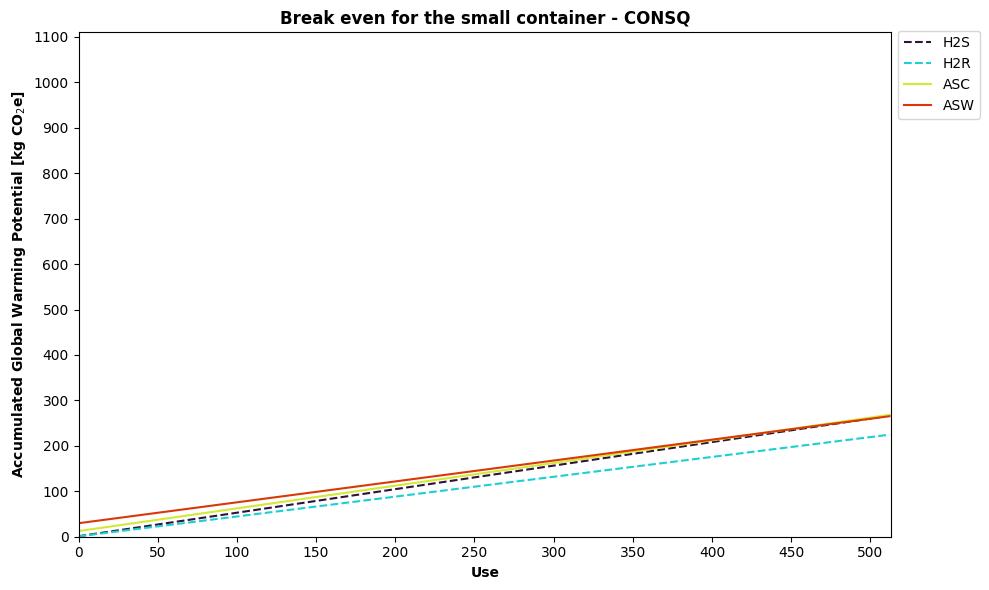 Break even for the small container - CONSQ
Accumulated Global Warming Potential [kg CO₂e]
1100
1000
900
800
700
600
500
400
300
200
100
0
0 50 100 150 200 250 300 350 400 450 500
Use
H2S
H2R
ASC
ASW